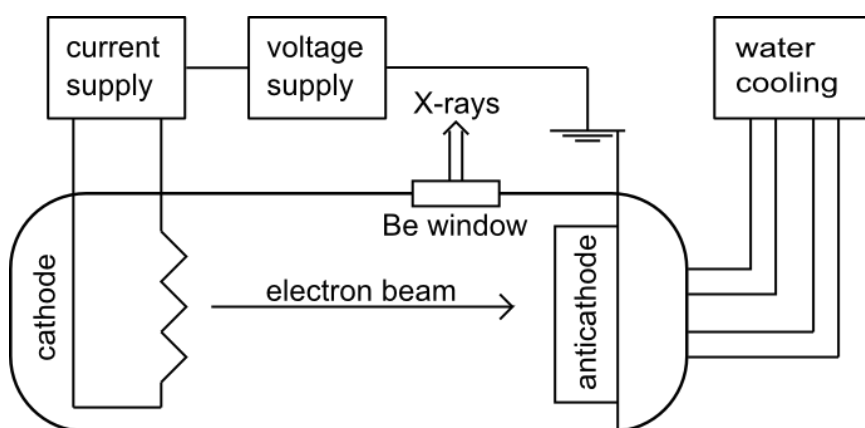 current
supply
voltage
supply
water
cooling
X-rays
Be window
cathode
electron beam
anticathode